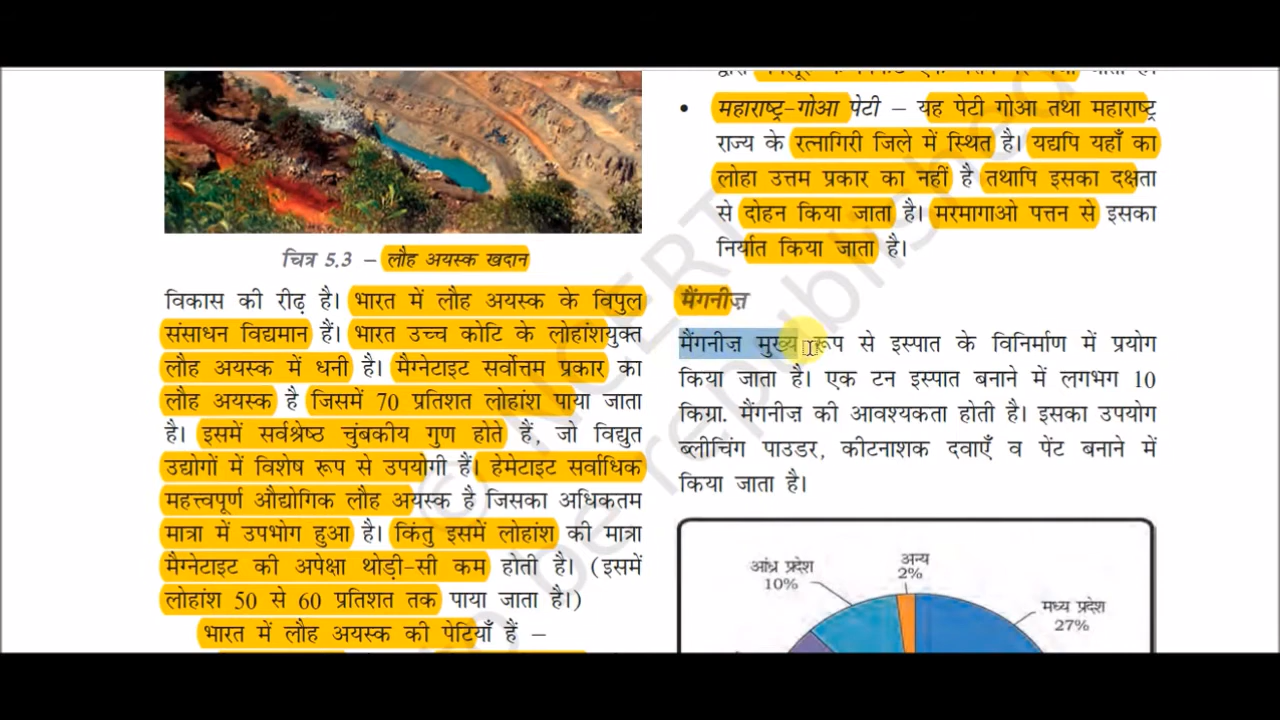 चित्र 5.3 – लौह अयस्क खदान
विकास की रीढ़ है। भारत में लौह अयस्क के विपुल
संसाधन विद्यमान हैं। भारत उच्च कोटि के लोहांशयुक्त
लौह अयस्क में धनी है। मैग्नेटाइट सर्वोत्तम प्रकार का
लौह अयस्क है जिसमें 70 प्रतिशत लोहांश पाया जाता
है। इसमें सर्वश्रेष्ठ चुंबकीय गुण होते हैं, जो विद्युत
उद्योगों में विशेष रूप से उपयोगी हैं। हेमेटाइट सर्वाधिक
महत्त्वपूर्ण औद्योगिक लौह अयस्क है जिसका अधिकतम
मात्रा में उपभोग हुआ है। किंतु इसमें लोहांश की मात्रा
मैग्नेटाइट की अपेक्षा थोड़ी-सी कम होती है। (इसमें
लोहांश 50 से 60 प्रतिशत तक पाया जाता है।)
भारत में लौह अयस्क की पेटियाँ हैं –
• महाराष्ट्र-गोआ पेटी – यह पेटी गोआ तथा महाराष्ट्र
राज्य के रत्नागिरी जिले में स्थित है। यद्यपि यहाँ का
लोहा उत्तम प्रकार का नहीं है तथापि इसका दक्षता
से दोहन किया जाता है। मरमागाओ पत्तन से इसका
निर्यात किया जाता है।
मैंगनीज़
मैंगनीज़ मुख्य रूप से इस्पात के विनिर्माण में प्रयोग
किया जाता है। एक टन इस्पात बनाने में लगभग 10
किग्रा. मैंगनीज़ की आवश्यकता होती है। इसका उपयोग
ब्लीचिंग पाउडर, कीटनाशक दवाएँ व पेंट बनाने में
किया जाता है।
आंध्र प्रदेश
10%
अन्य
2%
मध्य प्रदेश
27%
© NCERT
be republished